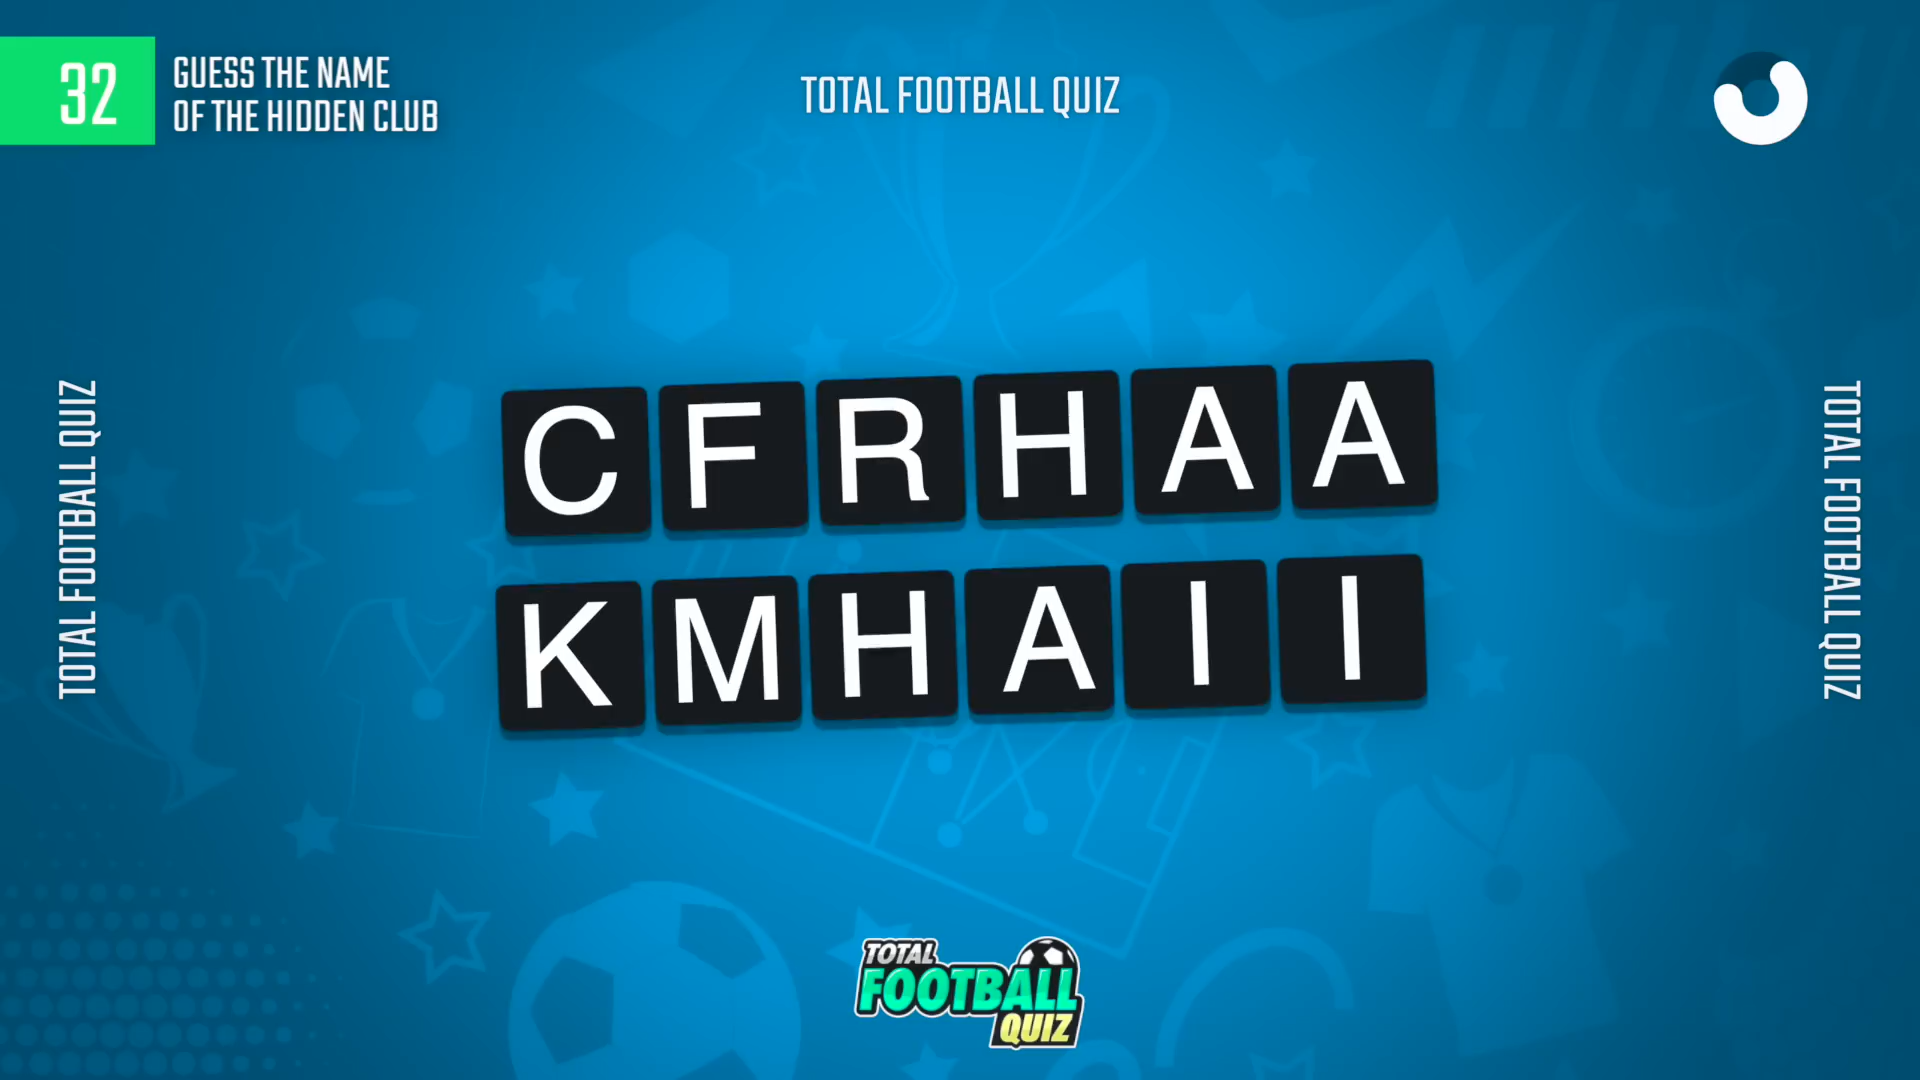 32
GUESS THE NAME
OF THE HIDDEN CLUB
TOTAL FOOTBALL QUIZ
TOTAL FOOTBALL QUIZ
TOTAL FOOTBALL QUIZ
CFRHAA
KMHAII
TOTAL
FOOTBALL
QUIZ